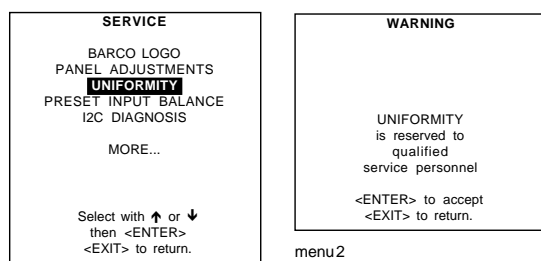 SERVICE
BARCO LOGO
PANEL ADJUSTMENTS
UNIFORMITY
PRESET INPUT BALANCE
I2C DIAGNOSIS
MORE...
Select with ↑ or ↓
then <ENTER>
<EXIT> to return.
WARNING
UNIFORMITY
is reserved to
qualified
service personnel
<ENTER> to accept
<EXIT> to return.
menu2